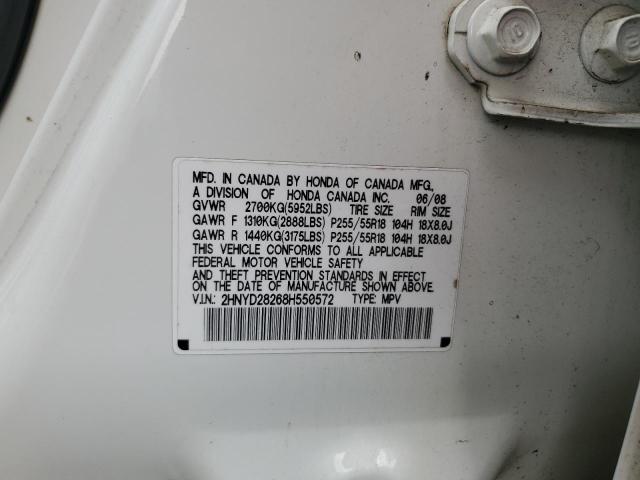 MFD. IN CANADA BY HONDA OF CANADA MFG.,
A DIVISION OF HONDA CANADA INC. 06/08
GVWR 2700KG(5952LBS) TIRE SIZE RIM SIZE
GAWR F 1310KG(2888LBS) P255/55R18 104H 18X8.0J
GAWR R 1440KG(3175LBS) P255/55R18 104H 18X8.0J
THIS VEHICLE CONFORMS TO ALL APPLICABLE
FEDERAL MOTOR VEHICLE SAFETY
AND THEFT PREVENTION STANDARDS IN EFFECT
ON THE DATE OF MANUFACTURE SHOWN ABOVE.
V.I.N.: 2HNYD28268H550572 TYPE: MPV